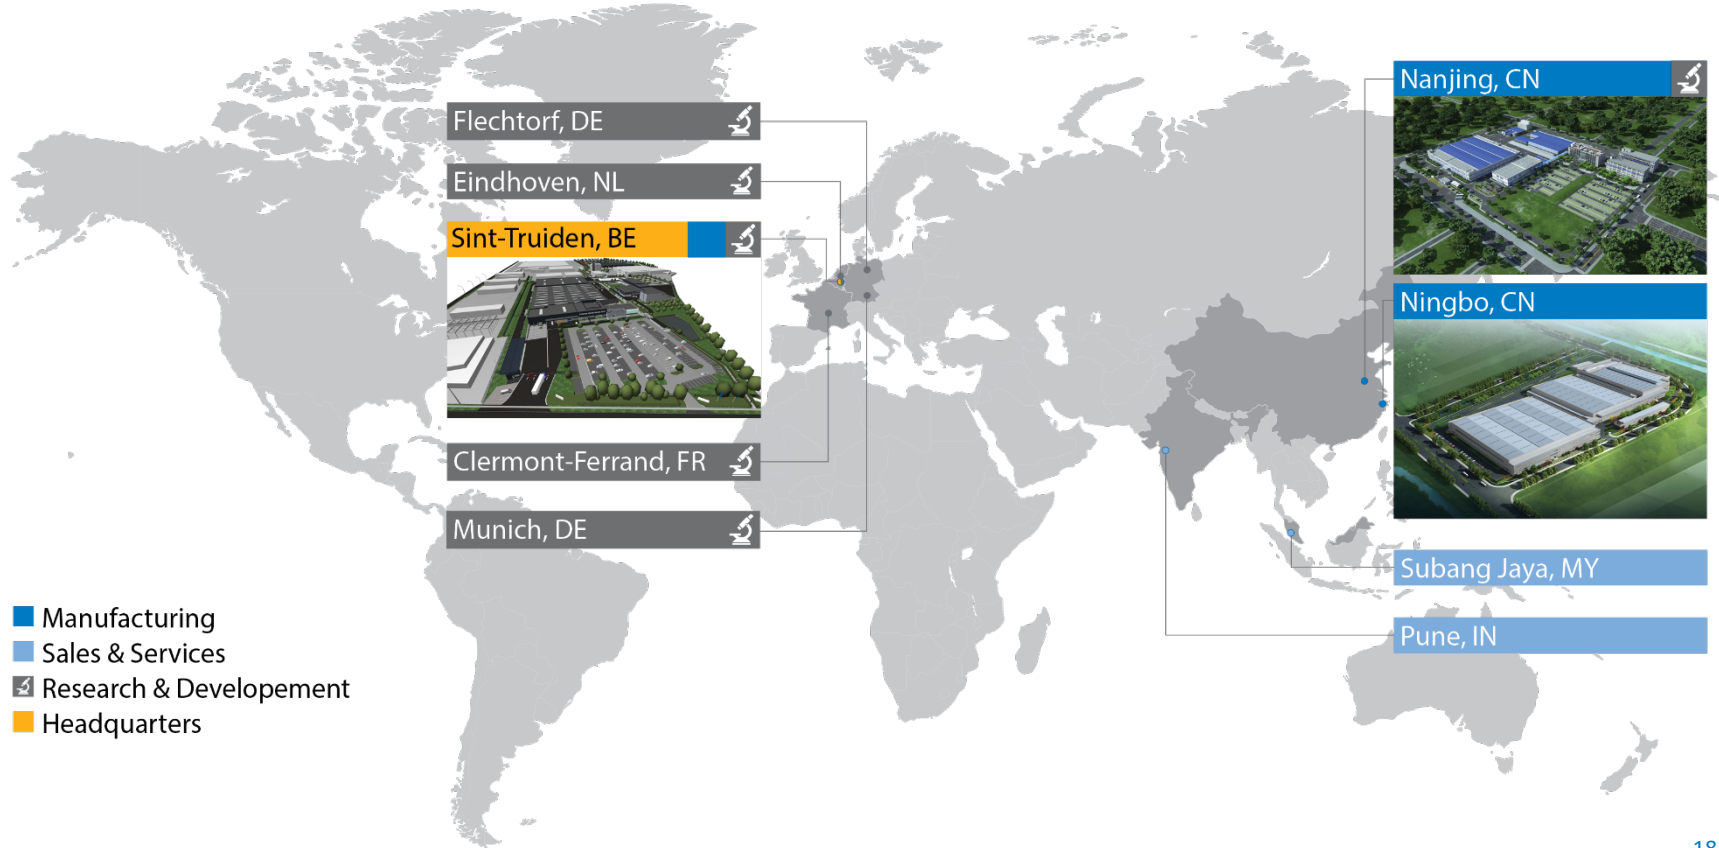 Flechtorf, DE
Eindhoven, NL
Sint-Truiden, BE
Clermont-Ferrand, FR
Munich, DE
Nanjing, CN
Ningbo, CN
Subang Jaya, MY
Pune, IN
Manufacturing
Sales & Services
Research & Developement
Headquarters
18